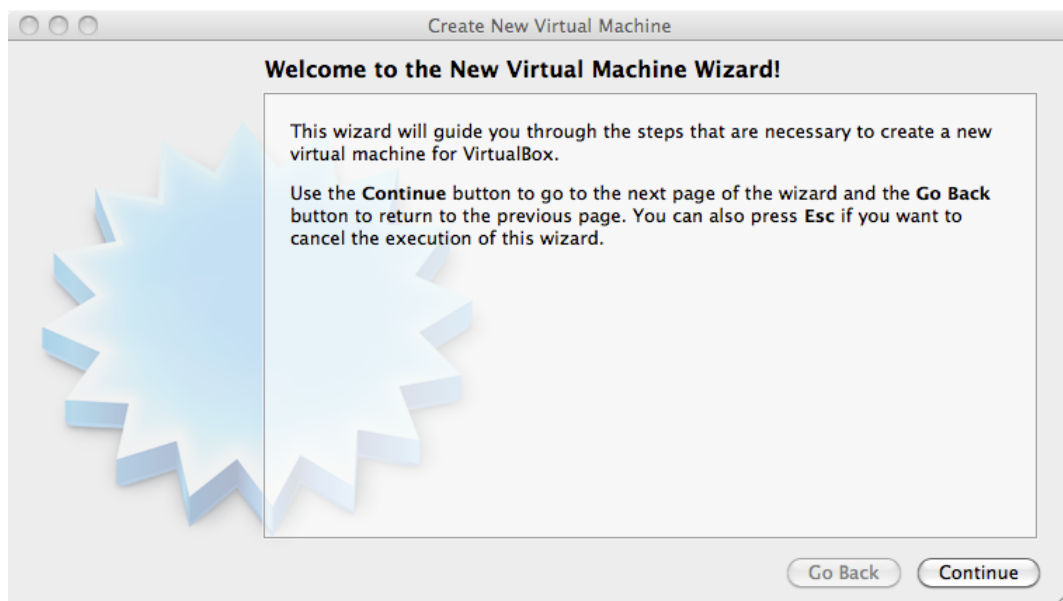 Create New Virtual Machine
Welcome to the New Virtual Machine Wizard!
This wizard will guide you through the steps that are necessary to create a new
virtual machine for VirtualBox.
Use the Continue button to go to the next page of the wizard and the Go Back
button to return to the previous page. You can also press Esc if you want to
cancel the execution of this wizard.
Go Back
Continue